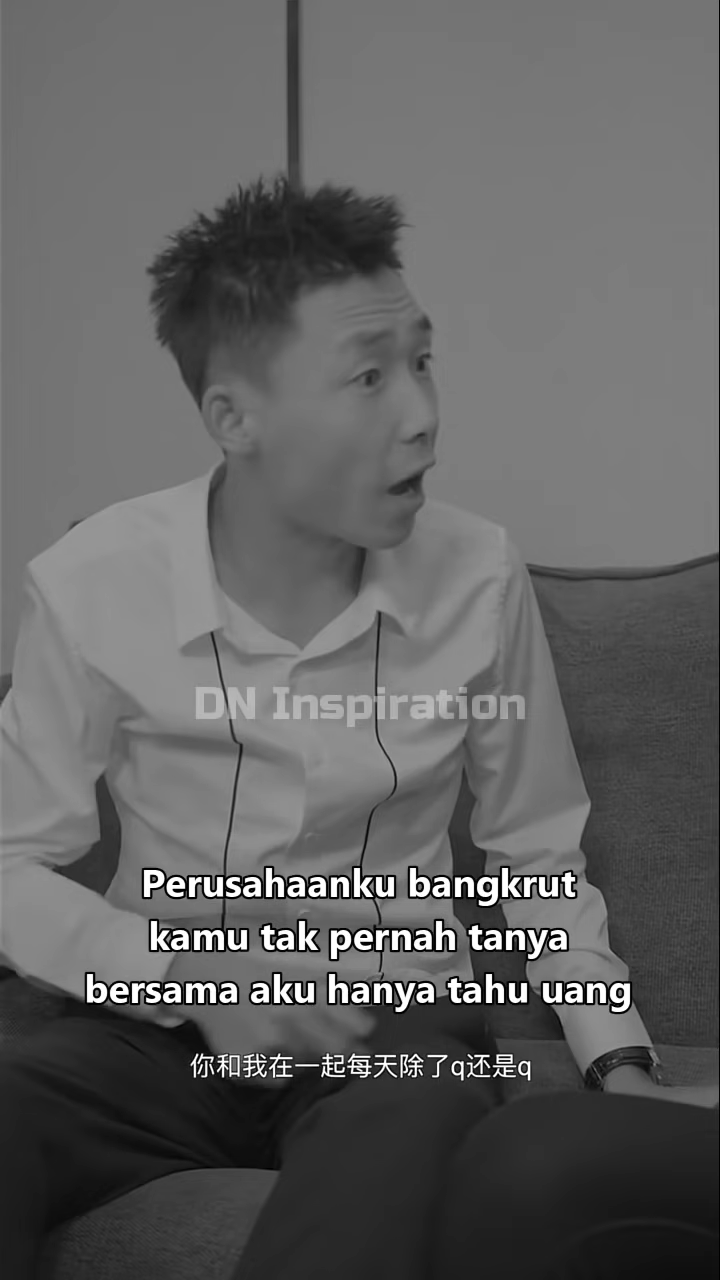 DN Inspiration
Perusahaanku bangkrut
kamu tak pernah tanya
bersama aku hanya tahu uang
你和我在一起每天除了q还是q